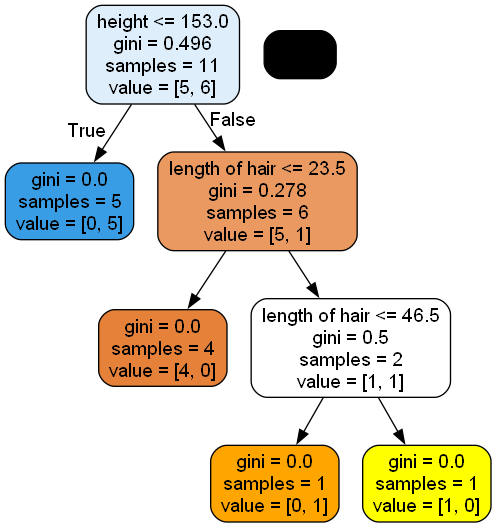 height <= 153.0
gini = 0.496
samples = 11
value = [5, 6]
True
False
gini = 0.0
samples = 5
value = [0, 5]
length of hair <= 23.5
gini = 0.278
samples = 6
value = [5, 1]
gini = 0.0
samples = 4
value = [4, 0]
length of hair <= 46.5
gini = 0.5
samples = 2
value = [1, 1]
gini = 0.0
samples = 1
value = [0, 1]
gini = 0.0
samples = 1
value = [1, 0]